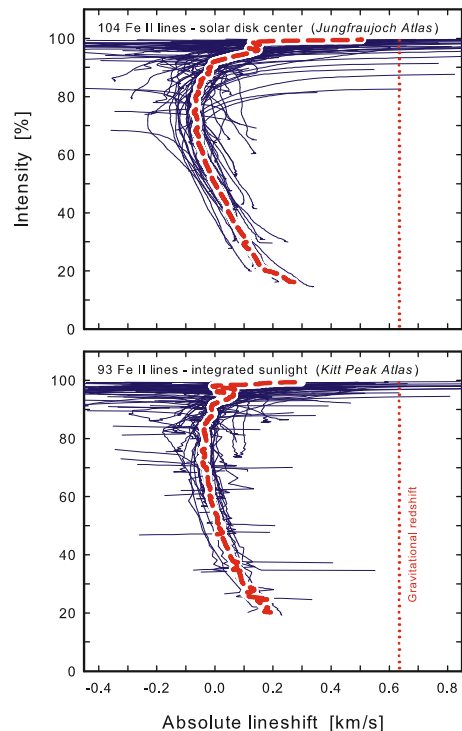 104 Fe II lines - solar disk center (Jungfraujoch Atlas)
100
80
60
40
20
0
Intensity [%]
93 Fe II lines - integrated sunlight (Kitt Peak Atlas)
100
80
60
40
20
0
Gravitational redshift
-0.4 -0.2 0.0 0.2 0.4 0.6 0.8
Absolute lineshift [km/s]